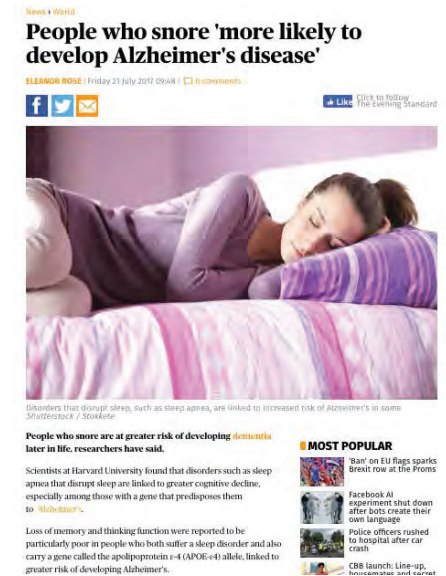 News › World
People who snore 'more likely to
develop Alzheimer's disease'
ELEANOR ROSE | Friday 21 July 2017 09:48 | 0 comments
f
Like
Click to follow
The Evening Standard
Disorders that disrupt sleep, such as sleep apnea, are linked to increased risk of Alzheimer's in some
Shutterstock / Stokkete
People who snore are at greater risk of developing dementia
later in life, researchers have said.
Scientists at Harvard University found that disorders such as sleep
apnea that disrupt sleep are linked to greater cognitive decline,
especially among those with a gene that predisposes them
to Alzheimer's.
Loss of memory and thinking function were reported to be
particularly poor in people who both suffer a sleep disorder and also
carry a gene called the apolipoprotein ε-4 (APOE-ε4) allele, linked to
greater risk of developing Alzheimer's.
MOST POPULAR
'Ban' on EU flags sparks
Brexit row at the Proms
Facebook AI
experiment shut down
after bots create their
own language
Police officers rushed
to hospital after car
crash
CBB launch: Line-up,
housemates and secret